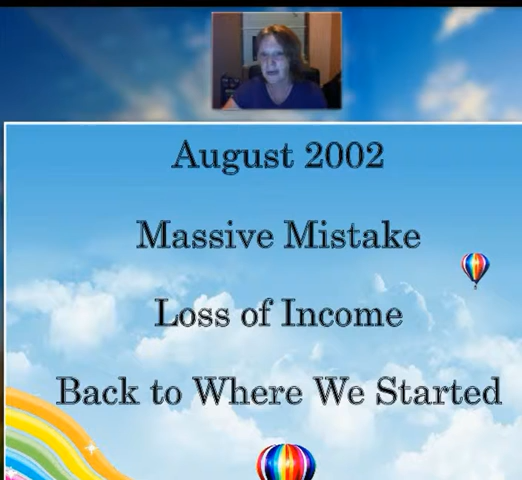 August 2002
Massive Mistake
Loss of Income
Back to Where We Started